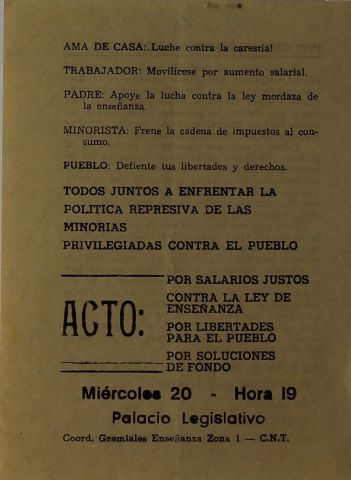 AMA DE CASA:. Luche contra la carestía!
TRABAJADOR: Movilícese por aumento salarial.
PADRE: Apoye la lucha contra la ley mordaza de
la enseñanza.
MINORISTA: Frene la cadena de impuestos al con-
sumo.
PUEBLO: Defiente tus libertades y derechos.
TODOS JUNTOS A ENFRENTAR LA
POLITICA REPRESIVA DE LAS
MINORIAS
PRIVILEGIADAS CONTRA EL PUEBLO
ACTO:
POR SALARIOS JUSTOS
CONTRA LA LEY DE
ENSEÑANZA
POR LIBERTADES
PARA EL PUEBLO
POR SOLUCIONES
DE FONDO
Miércoles 20 - Hora 19
Palacio Legislativo
Coord. Gremiales Enseñanza Zona 1 — C.N.T.